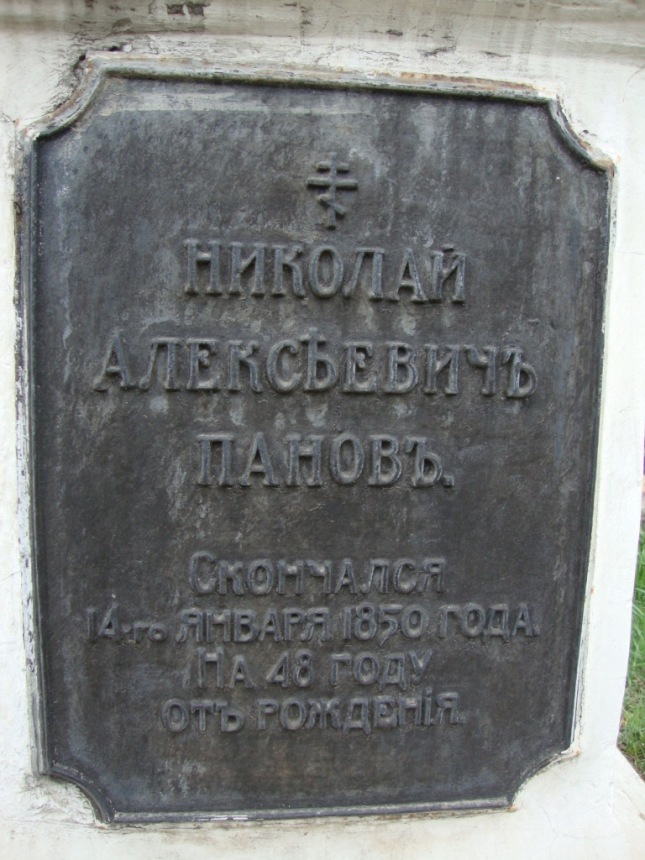 НИКОЛАЙ
АЛЕКСѢЕВИЧЪ
ПАНОВЪ.
СКОНЧАЛСЯ
14-го ЯНВАРЯ 1850 ГОДА.
НА 48 ГОДУ
ОТЪ РОЖДЕНІЯ.